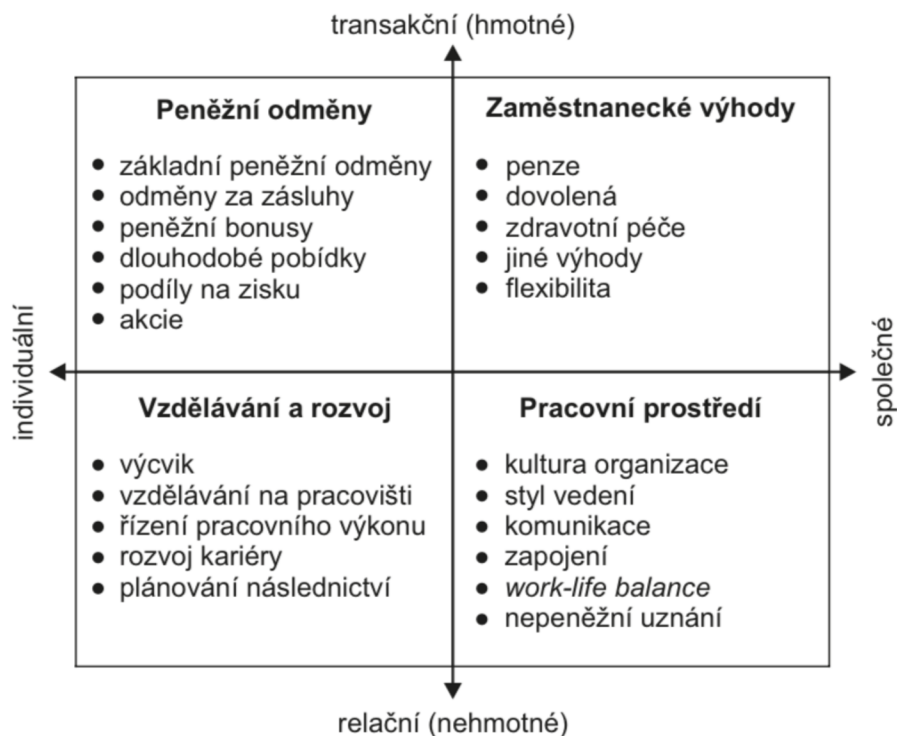 transakční (hmotné)
Peněžní odměny
• základní peněžní odměny
• odměny za zásluhy
• peněžní bonusy
• dlouhodobé pobídky
• podíly na zisku
• akcie
Zaměstnanecké výhody
• penze
• dovolená
• zdravotní péče
• jiné výhody
• flexibilita
individuální
společné
Vzdělávání a rozvoj
• výcvik
• vzdělávání na pracovišti
• řízení pracovního výkonu
• rozvoj kariéry
• plánování následnictví
Pracovní prostředí
• kultura organizace
• styl vedení
• komunikace
• zapojení
• work-life balance
• nepeněžní uznání
relační (nehmotné)